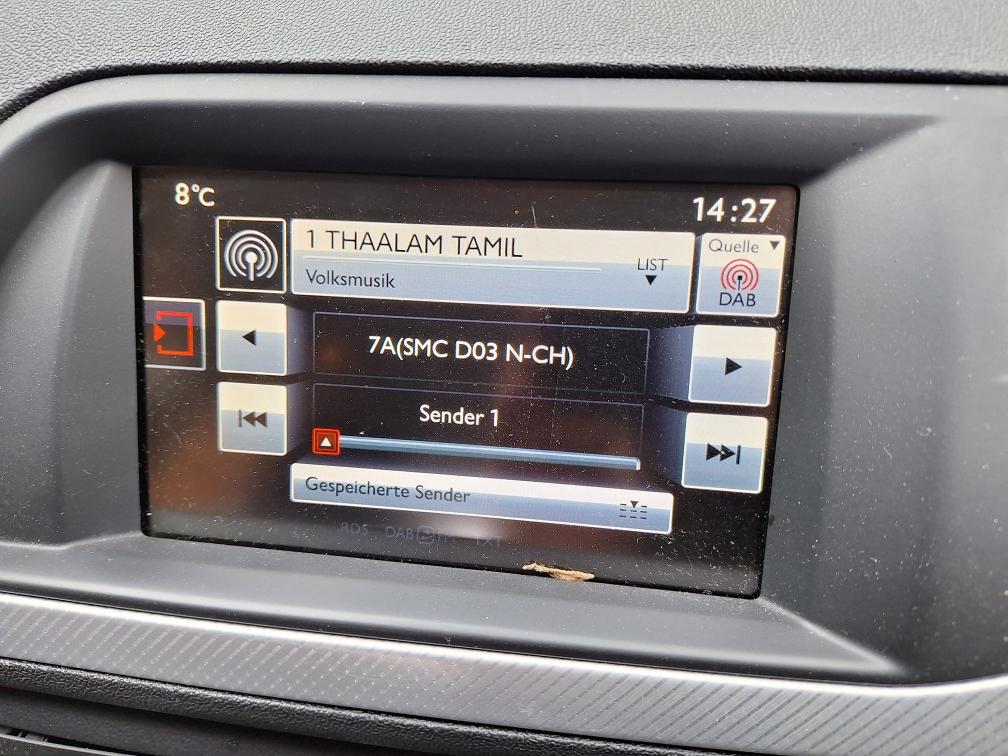 8°C
14:27
1 THAALAM TAMIL
LIST
Volksmusik
Quelle
DAB
7A(SMC D03 N-CH)
Sender 1
Gespeicherte Sender
RDS DAB FM TXT